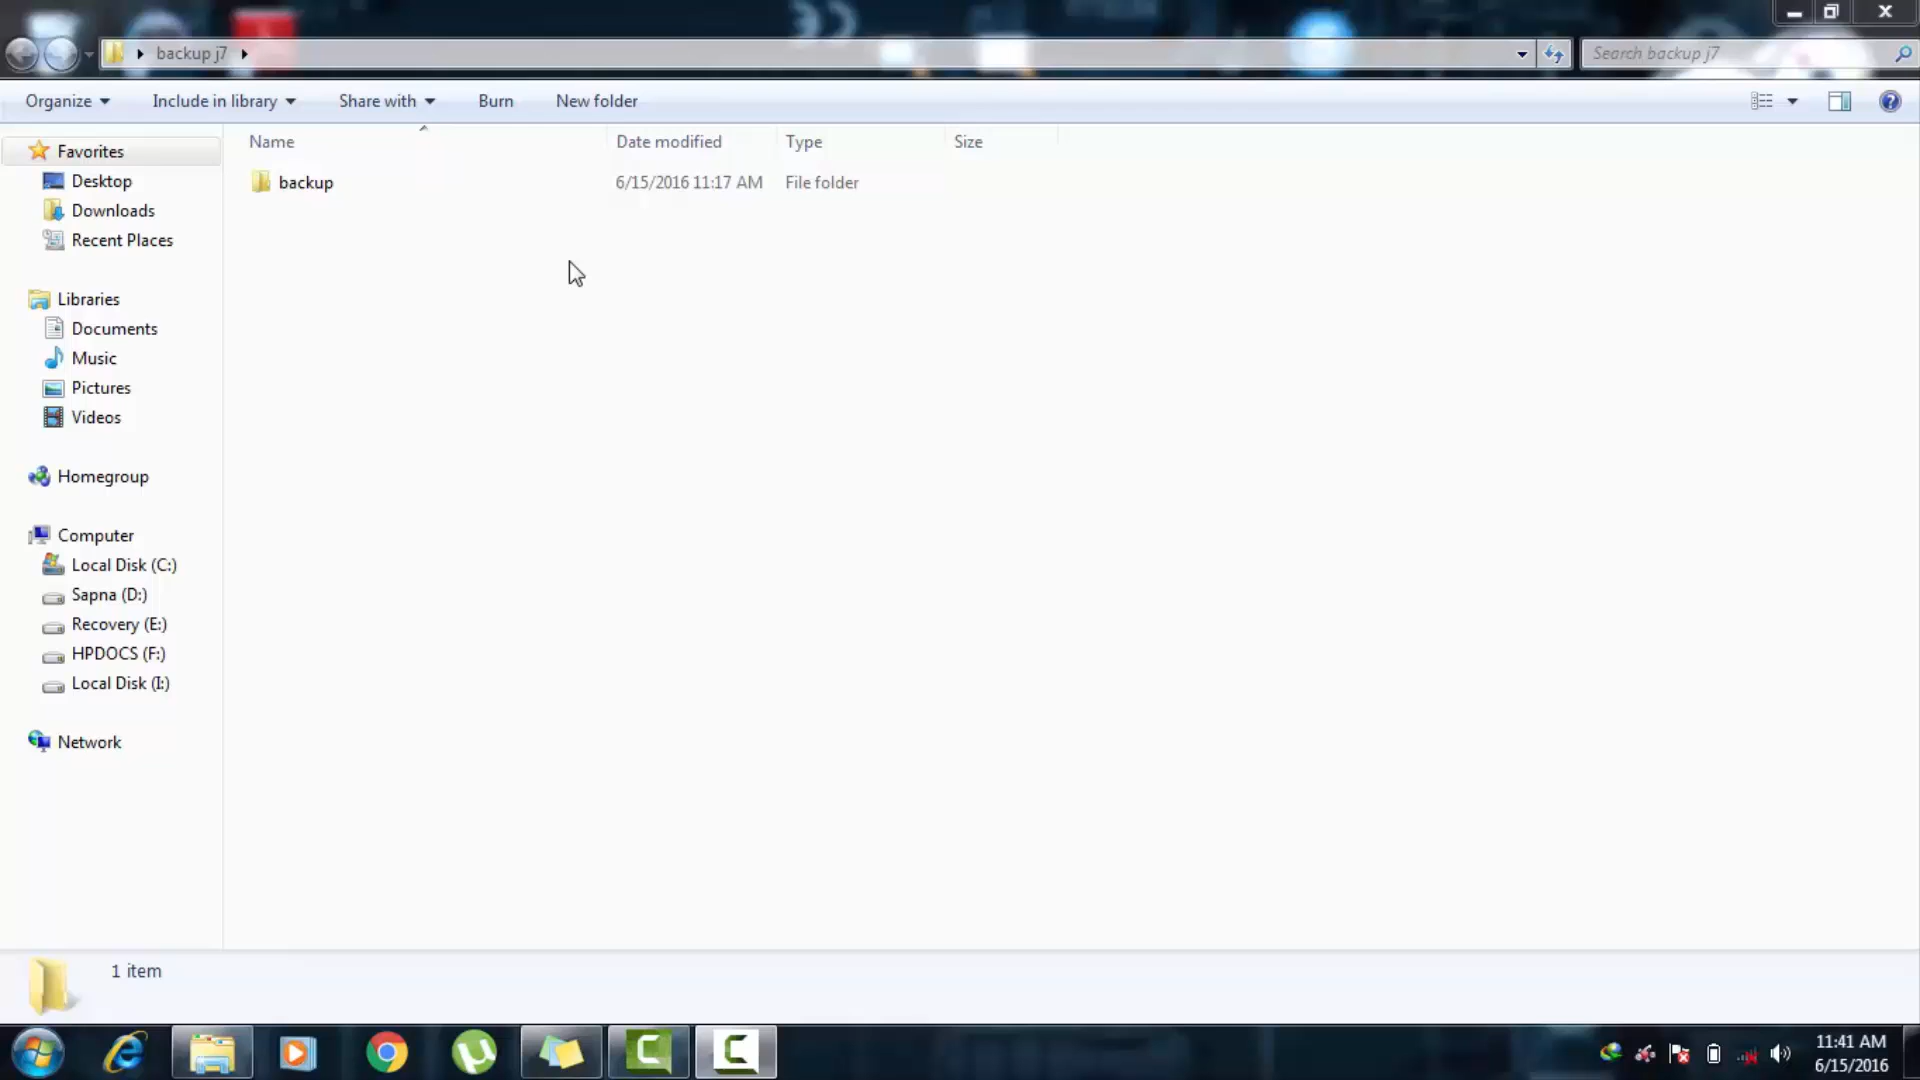 backup j7
Search backup j7
Organize
Include in library
Share with
Burn
New folder
Name
Date modified
Type
Size
backup
6/15/2016 11:17 AM
File folder
Favorites
Desktop
Downloads
Recent Places
Libraries
Documents
Music
Pictures
Videos
Homegroup
Computer
Local Disk (C:)
Sapna (D:)
Recovery (E:)
HPDOCS (F:)
Local Disk (I:)
Network
1 item
11:41 AM
6/15/2016